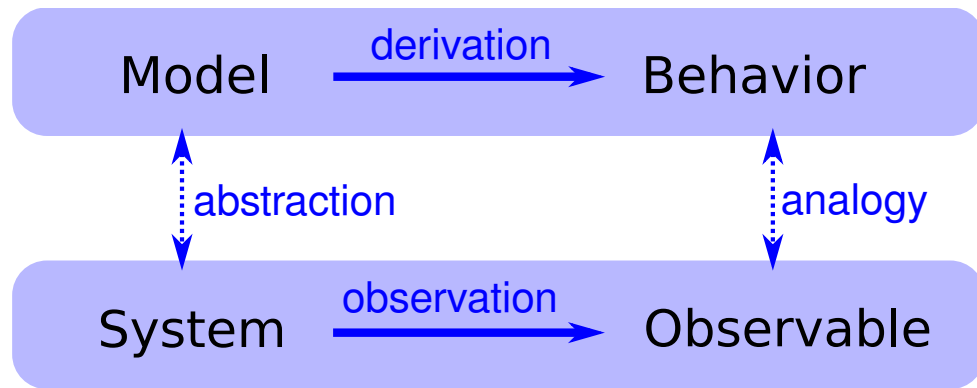 derivation
Model Behavior
abstraction analogy
observation
System Observable